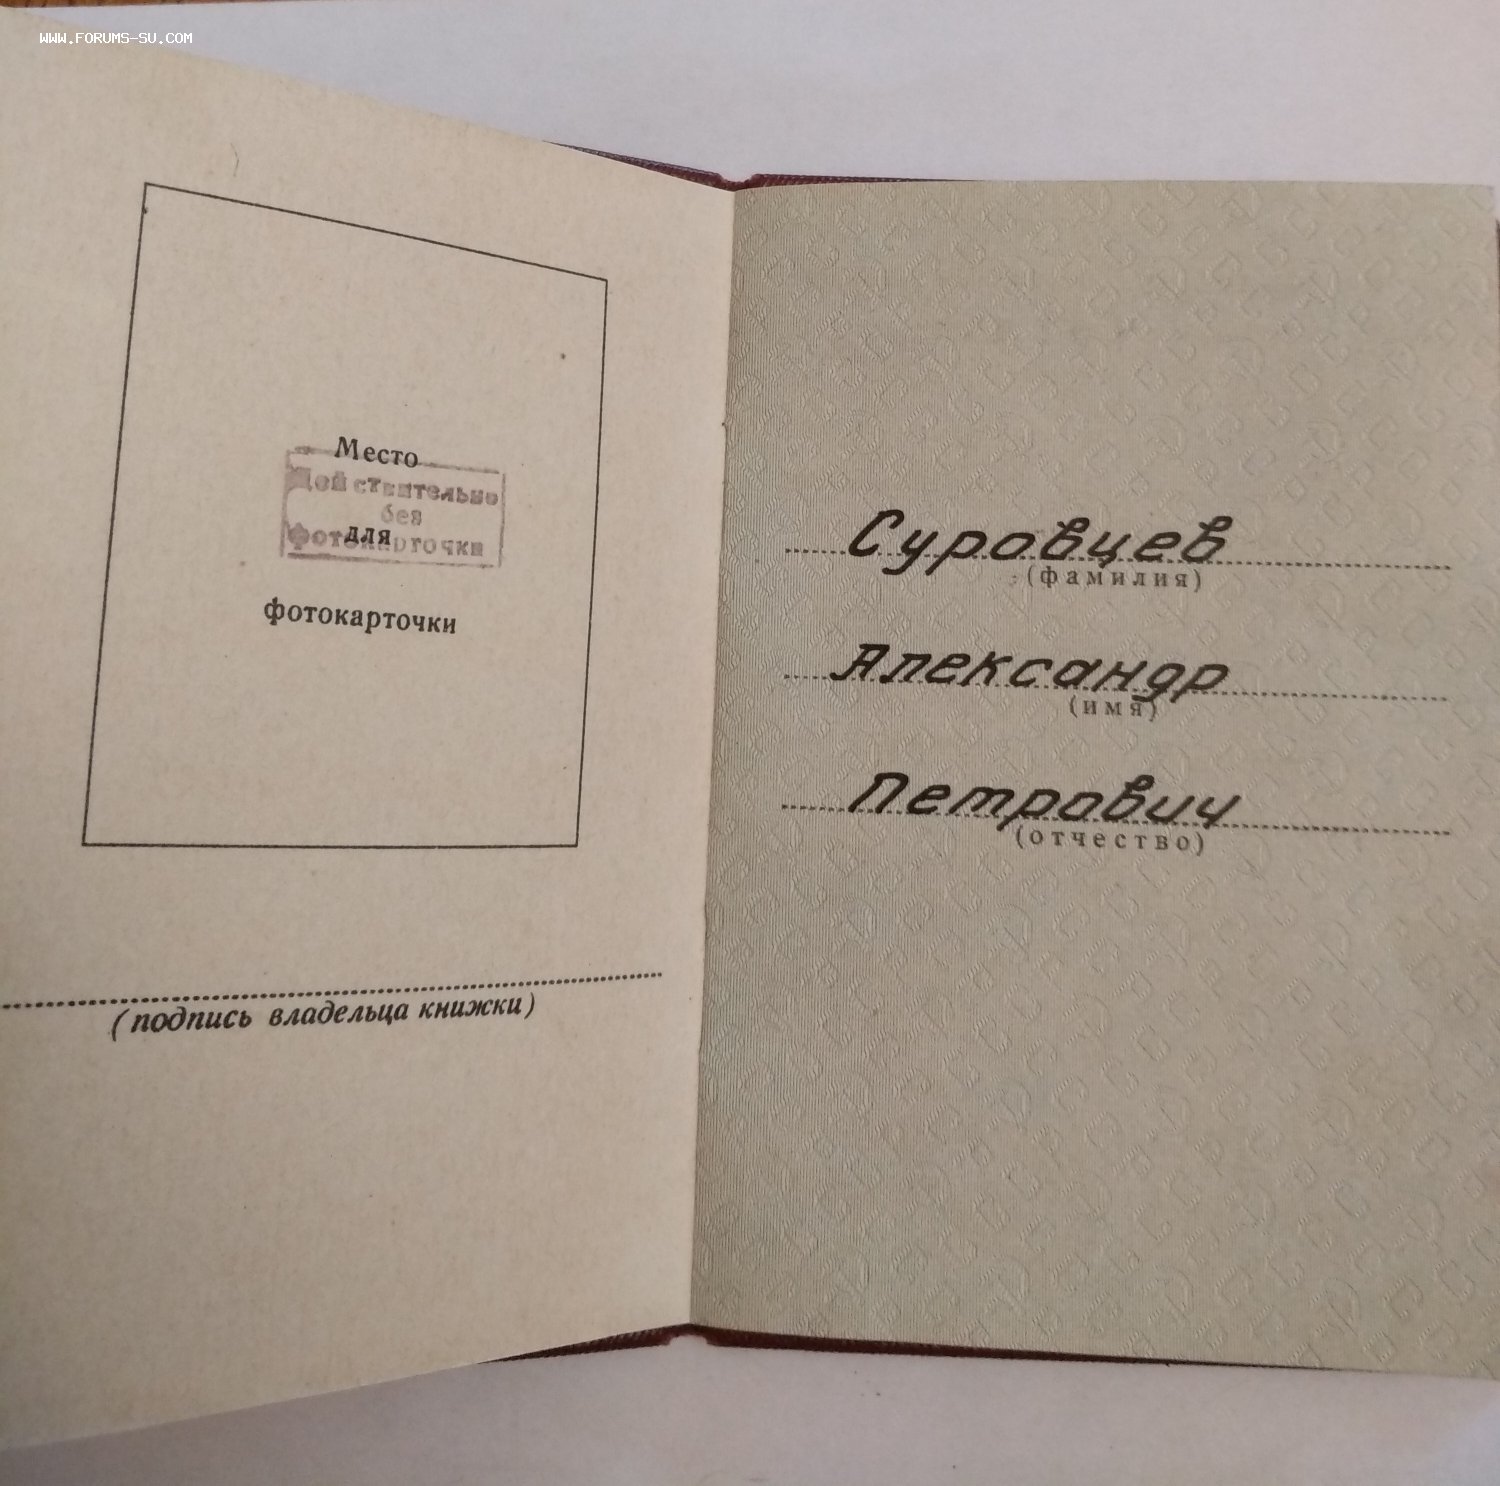 WWW.FORUMS-SU.COM
Место
Действительно
без
для
Фотокарточки
фотокарточки
(подпись владельца книжки)
Суровцев
(фамилия)
Александр
(имя)
Петрович
(отчество)